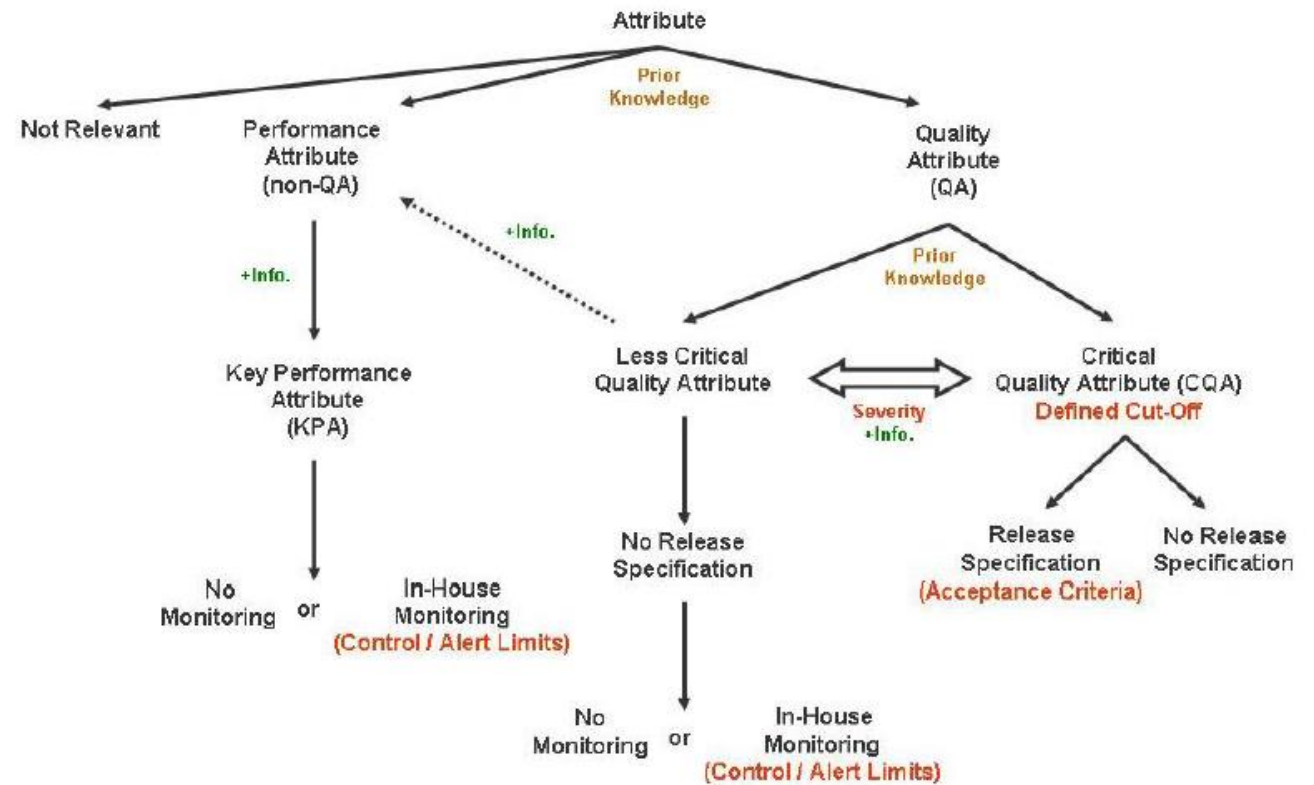 Attribute
Prior
Knowledge
Not Relevant
Performance
Attribute
(non-QA)
Quality
Attribute
(QA)
+Info.
+Info.
Prior
Knowledge
Key Performance
Attribute
(KPA)
Less Critical
Quality Attribute
Severity
+Info.
Critical
Quality Attribute (CQA)
Defined Cut-Off
No Release
Specification
Release
Specification
(Acceptance Criteria)
No Release
Specification
No
Monitoring
or
In-House
Monitoring
(Control / Alert Limits)
No
Monitoring
or
In-House
Monitoring
(Control / Alert Limits)